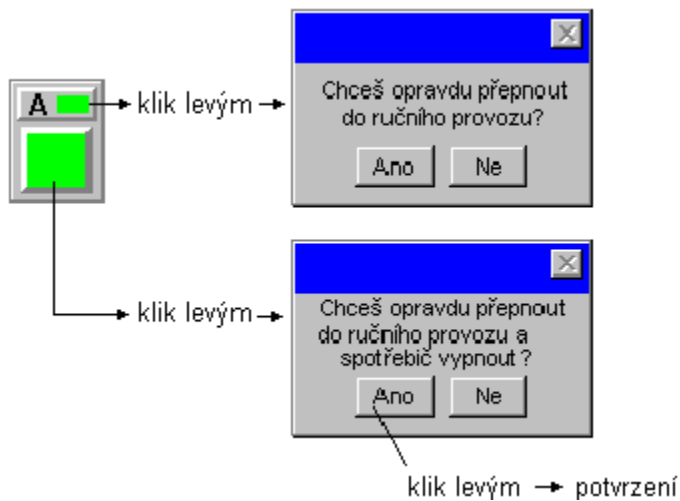 Chceš opravdu přepnout
do ručního provozu?
Ano Ne
A
klik levým
klik levým
Chceš opravdu přepnout
do ručního provozu a
spotřebič vypnout ?
Ano Ne
klik levým → potvrzení